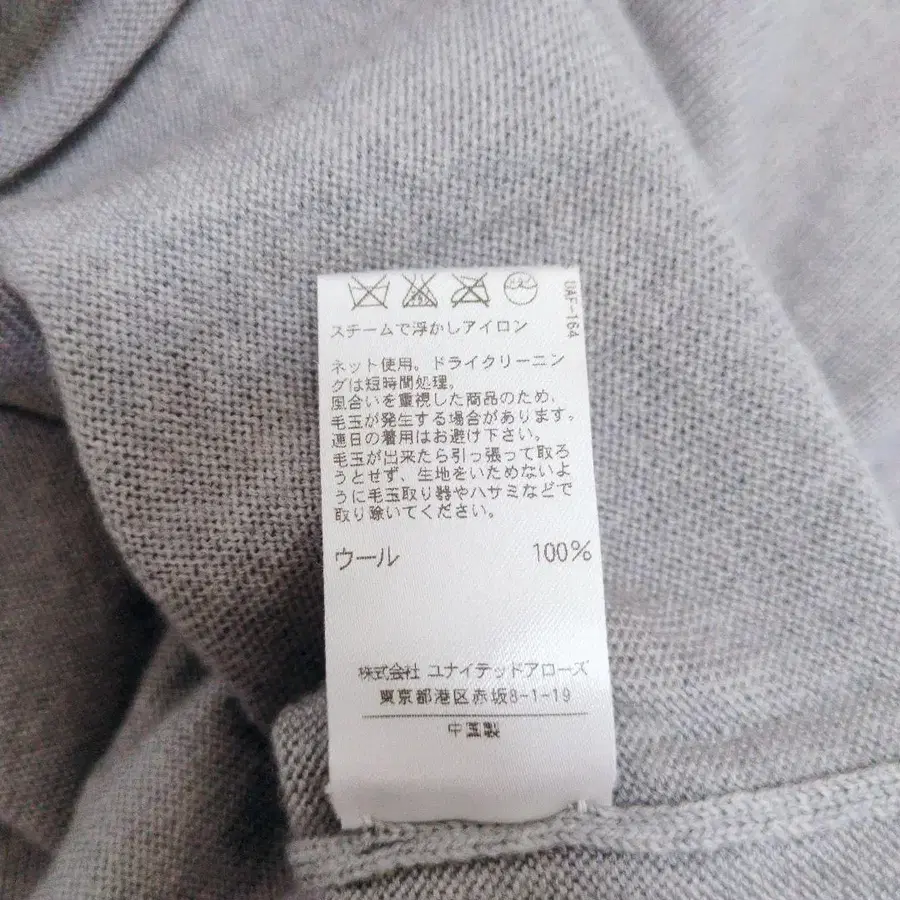 UAF-164
スチームで浮かしアイロン
ネット使用。ドライクリーニン
グは短時間処理。
風合いを重視した商品のため、
毛玉が発生する場合があります。
連日の着用はお避け下さい。
毛玉が出来たら引っ張って取ろ
うとせず、生地をいためないよ
うに毛玉取り器やハサミなどで
取り除いてください。
ウール 100%
株式会社 ユナイテッドアローズ
東京都港区赤坂8-1-19
中国製